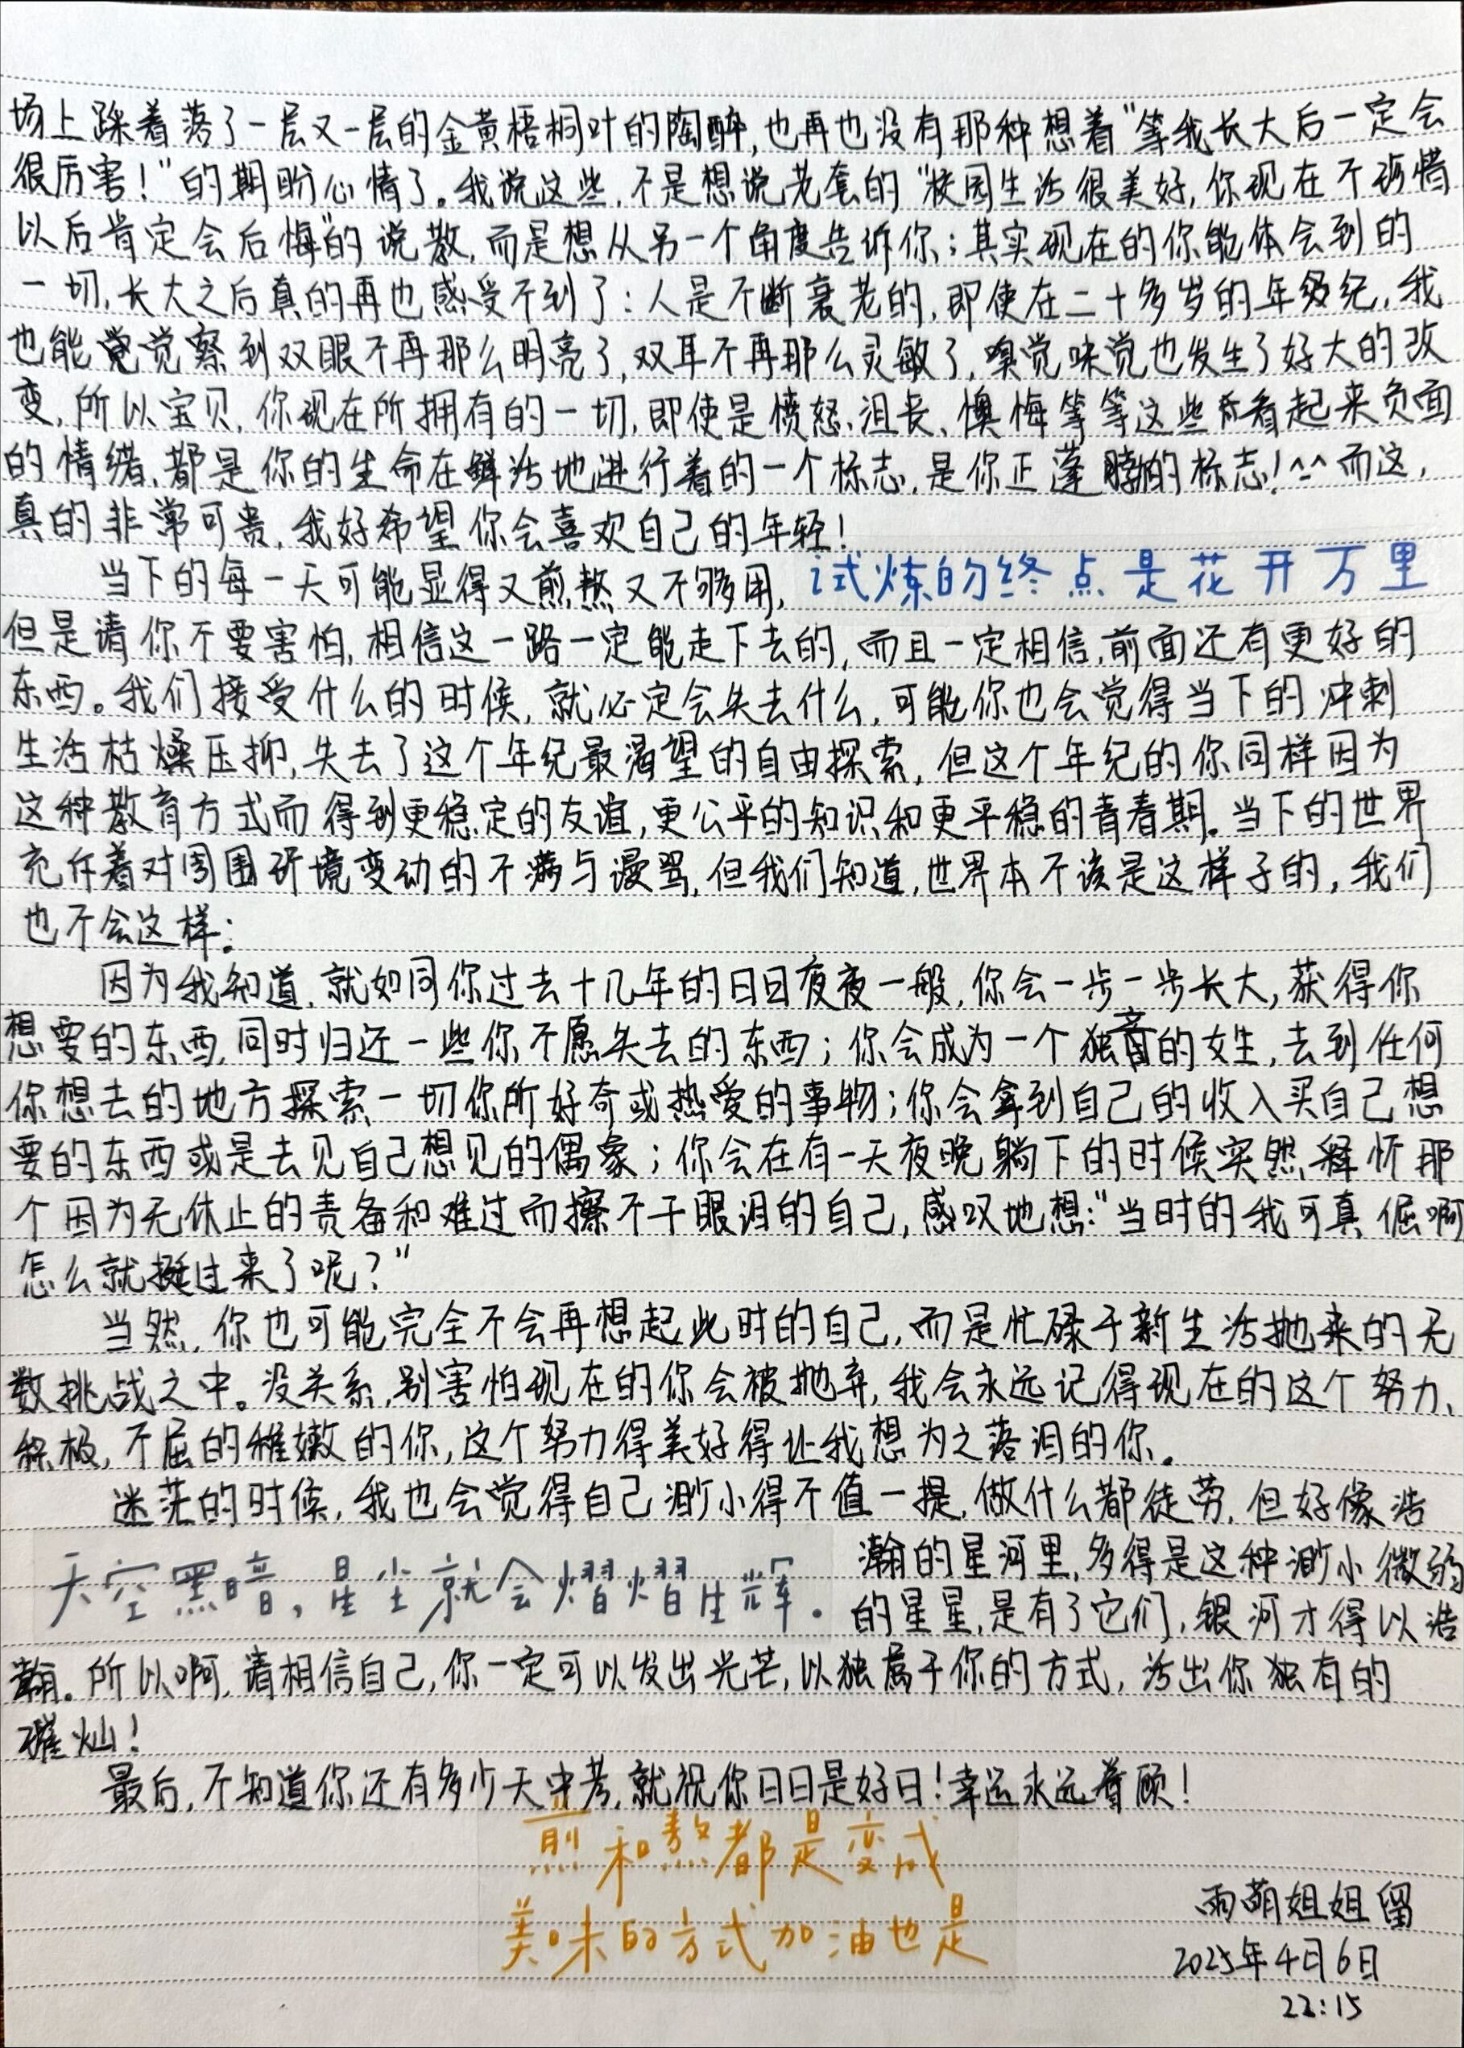 场上踩着落了一层又一层的金黄梧桐叶的陶醉,也再也没有那种想着"等我长大后一定会
很厉害!"的期盼心情了。我说这些,不是想说老套的"校园生活很美好,你现在不珍惜
以后肯定会后悔"的说教,而是想从另一个角度告诉你;其实现在的你能体会到的
一切,长大之后真的再也感受不到了:人是不断衰老的,即使在二十多岁的年级纪,我
也能觉察到双眼不再那么明亮了,双耳不再那么灵敏了,嗅觉味觉也发生了好大的改
变,所以宝贝,你现在所拥有的一切,即使是愤怒、沮丧、懊悔等等这些看起来负面
的情绪,都是你的生命在鲜活地进行着的一个标志,是你正蓬勃的标志!^^而这,
真的非常可贵,我好希望你会喜欢自己的年轻!
当下的每一天可能显得又煎熬又不够用,
试炼的终点是花开万里
但是请你不要害怕,相信这一路一定能走下去的,而且一定相信,前面还有更好的
东西。我们接受什么的时候,就必定会失去什么,可能你也会觉得当下的冲刺
生活枯燥压抑,失去了这个年纪最渴望的自由探索,但这个年纪的你同样因为
这种教育方式而得到更稳定的友谊,更公平的知识和更平稳的青春期。当下的世界
充斥着对周围环境变动的不满与谩骂,但我们知道,世界本不该是这样子的,我们
也不会这样:
因为我知道,就如同你过去十几年的日日夜夜一般,你会一步一步长大,获得你
想要的东西,同时归还一些你不愿失去的东西;你会成为一个独立的女生,去到任何
你想去的地方探索一切你所好奇或热爱的事物;你会拿到自己的收入买自己想
要的东西或是去见自己想见的偶象;你会在有一天夜晚躺下的时候突然释怀那
个因为无休止的责备和难过而擦不干眼泪的自己,感叹地想:"当时的我可真倔啊
怎么就挺过来了呢?"
当然,你也可能完全不会再想起此时的自己,而是忙碌于新生活抛来的无
数挑战之中。没关系,别害怕现在的你会被抛弃,我会永远记得现在的这个努力、
积极,不屈的稚嫩的你,这个努力得美好得让我想为之落泪的你。
迷茫的时候,我也会觉得自己渺小得不值一提,做什么都徒劳,但好像浩
天空黑暗,星尘就会熠熠生辉.
瀚的星河里,多得是这种渺小微弱
的星星,是有了它们,银河才得以浩
瀚。所以啊,请相信自己,你一定可以发出光芒,以独属于你的方式,活出你独有的
璀灿!
最后,不知道你还有多少天中考,就祝你日日是好日!幸运永远眷顾!
煎和熬都是变成
美味的方式加油也是
雨萌姐姐留
2025年4月6日
22:15